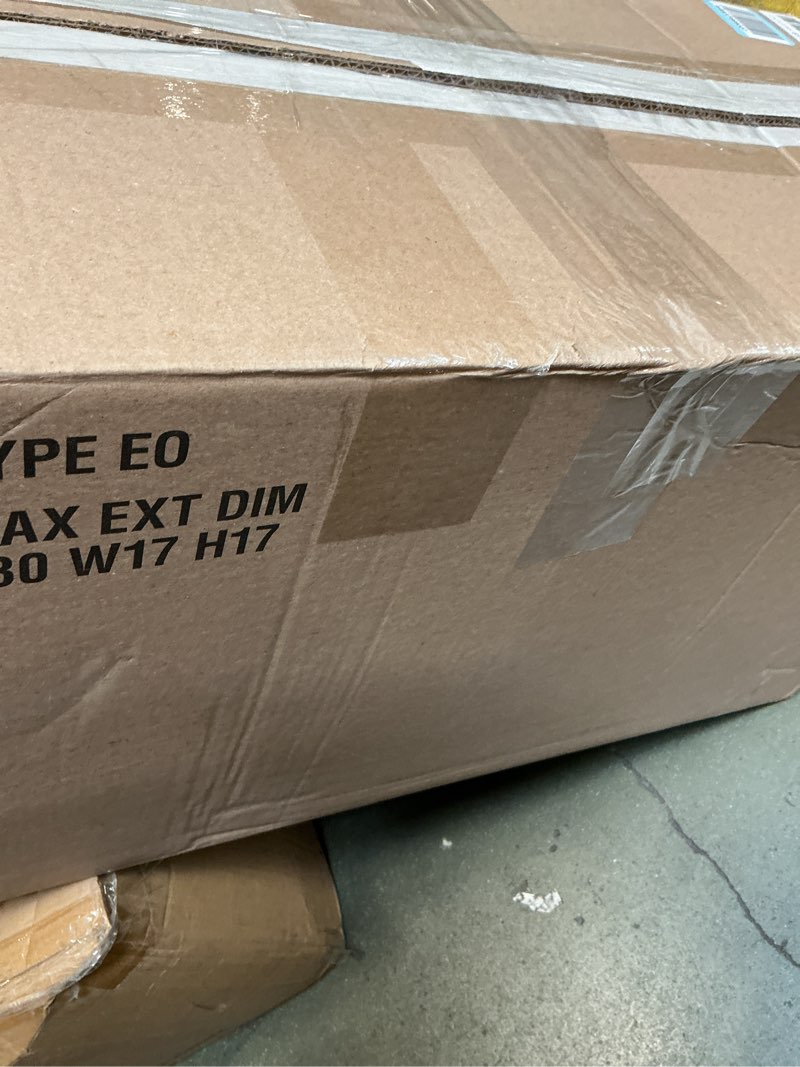 YPE EO
AX EXT DIM
30 W17 H17